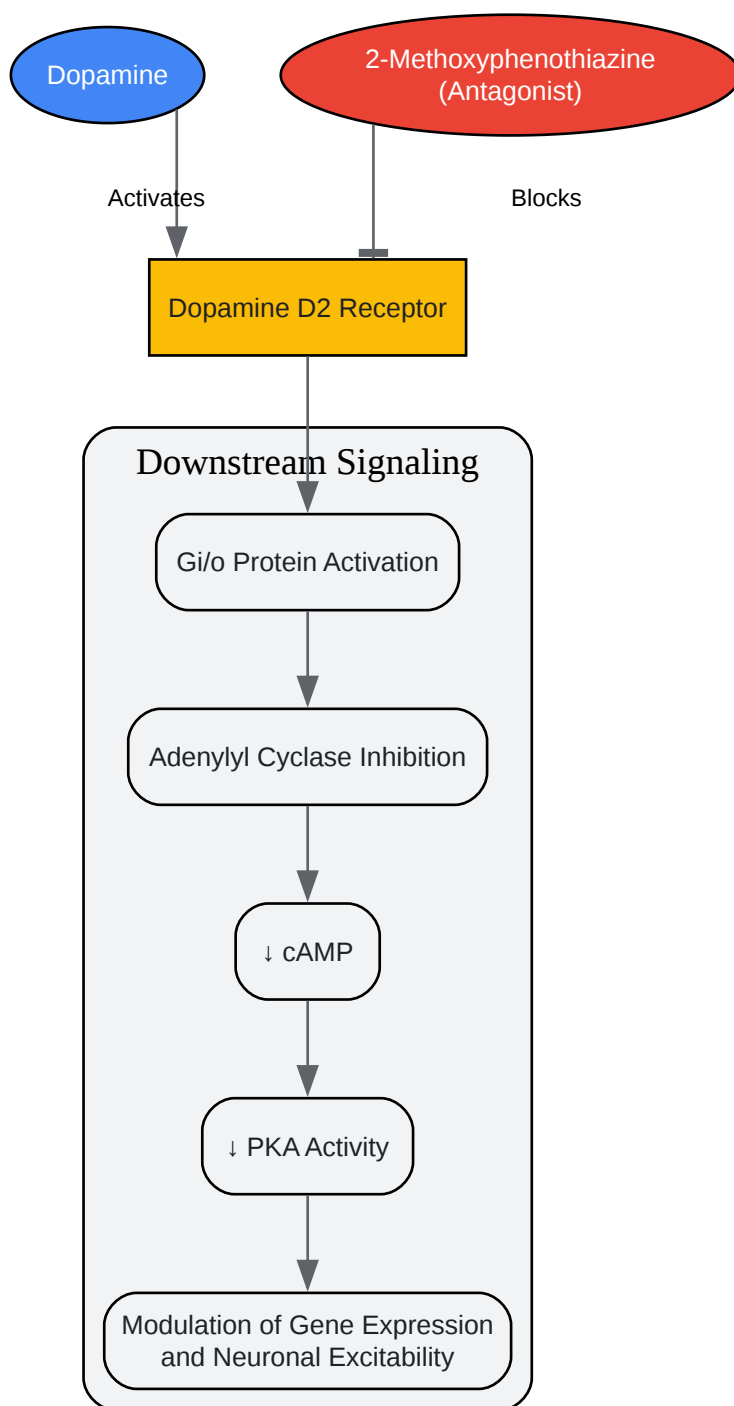 Dopamine
2-Methoxyphenothiazine
(Antagonist)
Activates
Blocks
Dopamine D2 Receptor
Downstream Signaling
Gi/o Protein Activation
Adenylyl Cyclase Inhibition
↓ cAMP
↓ PKA Activity
Modulation of Gene Expression
and Neuronal Excitability